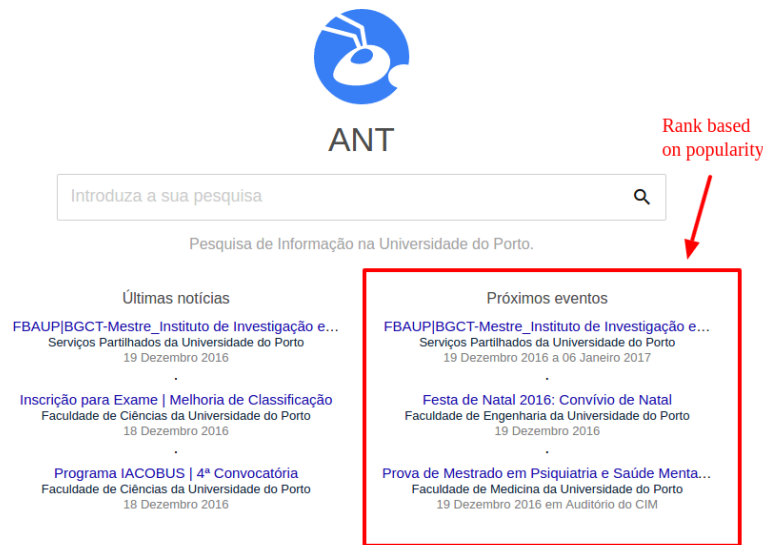 ANT
Rank based
on popularity
Introduza a sua pesquisa
Pesquisa de Informação na Universidade do Porto.
Últimas notícias
FBAUP|BGCT-Mestre_Instituto de Investigação e...
Serviços Partilhados da Universidade do Porto
19 Dezembro 2016
.
Inscrição para Exame | Melhoria de Classificação
Faculdade de Ciências da Universidade do Porto
18 Dezembro 2016
.
Programa IACOBUS | 4ª Convocatória
Faculdade de Ciências da Universidade do Porto
18 Dezembro 2016
Próximos eventos
FBAUP|BGCT-Mestre_Instituto de Investigação e...
Serviços Partilhados da Universidade do Porto
19 Dezembro 2016 a 06 Janeiro 2017
.
Festa de Natal 2016: Convívio de Natal
Faculdade de Engenharia da Universidade do Porto
19 Dezembro 2016
.
Prova de Mestrado em Psiquiatria e Saúde Menta...
Faculdade de Medicina da Universidade do Porto
19 Dezembro 2016 em Auditório do CIM